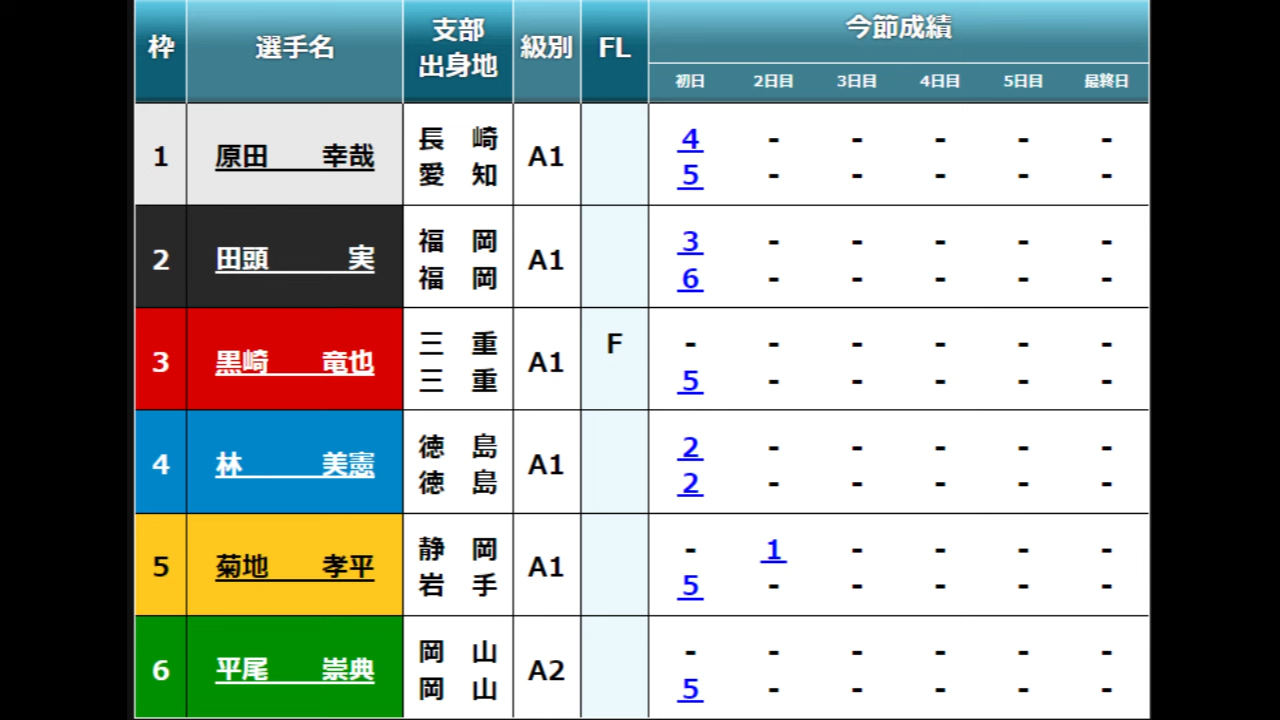 枠 選手名 支部 出身地 級別 FL 今節成績
初日 2日目 3日目 4日目 5日目 最終日
1 原田 幸哉 長崎 愛知 A1
4 - - - - -
5 - - - - -
2 田頭 実 福岡 福岡 A1
3 - - - - -
6 - - - - -
3 黒崎 竜也 三重 三重 A1 F
- - - - - -
5 - - - - -
4 林 美憲 徳島 徳島 A1
2 - - - - -
2 - - - - -
5 菊地 孝平 静岡 岩手 A1
- 1 - - - -
5 - - - - -
6 平尾 崇典 岡山 岡山 A2
- - - - - -
5 - - - - -